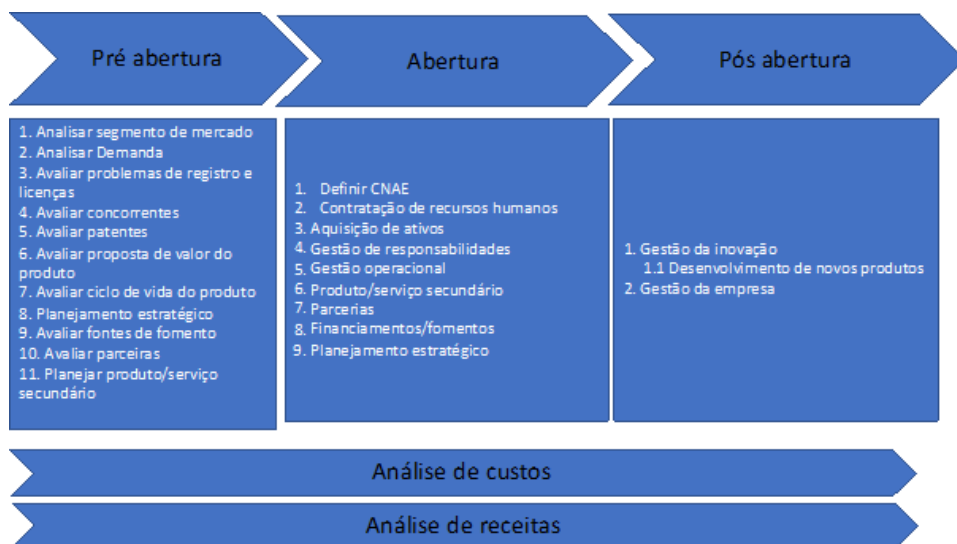 Pré abertura
Abertura
Pós abertura
1. Analisar segmento de mercado
2. Analisar Demanda
3. Avaliar problemas de registro e
licenças
4. Avaliar concorrentes
5. Avaliar patentes
6. Avaliar proposta de valor do
produto
7. Avaliar ciclo de vida do produto
8. Planejamento estratégico
9. Avaliar fontes de fomento
10. Avaliar parceiras
11. Planejar produto/serviço
secundário
1. Definir CNAE
2. Contratação de recursos humanos
3. Aquisição de ativos
4. Gestão de responsabilidades
5. Gestão operacional
6. Produto/serviço secundário
7. Parcerias
8. Financiamentos/fomentos
9. Planejamento estratégico
1. Gestão da inovação
1.1 Desenvolvimento de novos produtos
2. Gestão da empresa
Análise de custos
Análise de receitas